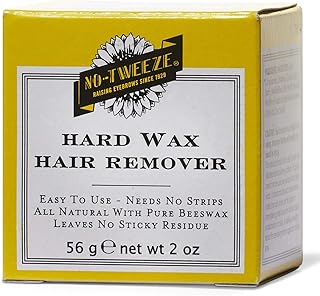 NO-TWEEZE®
RAISING EYEBROWS SINCE 1929
HARD WAX
HAIR REMOVER
EASY TO USE - NEEDS NO STRIPS
ALL NATURAL WITH PURE BEESWAX
LEAVES NO STICKY RESIDUE
56 g ℮ net wt 2 oz